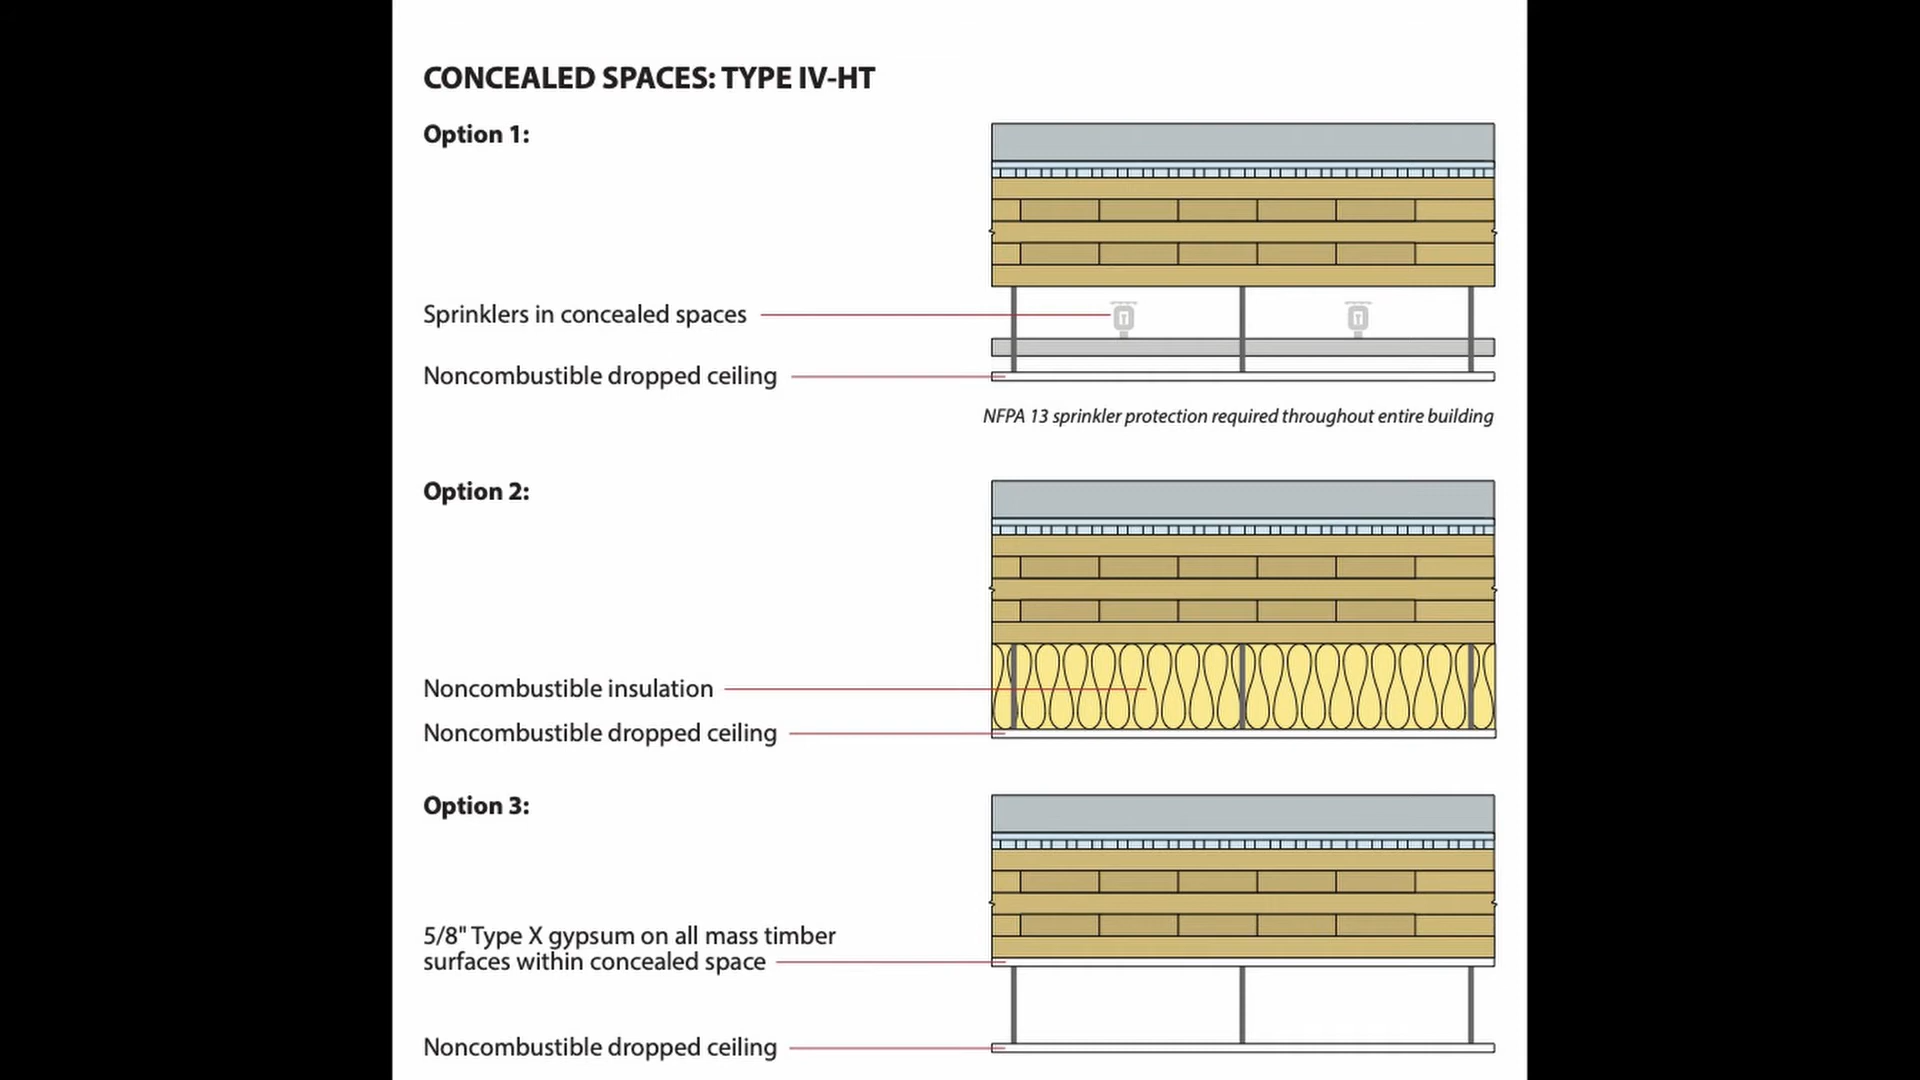 CONCEALED SPACES: TYPE IV-HT
Option 1:
Sprinklers in concealed spaces
Noncombustible dropped ceiling
NFPA 13 sprinkler protection required throughout entire building
Option 2:
Noncombustible insulation
Noncombustible dropped ceiling
Option 3:
5/8" Type X gypsum on all mass timber
surfaces within concealed space
Noncombustible dropped ceiling